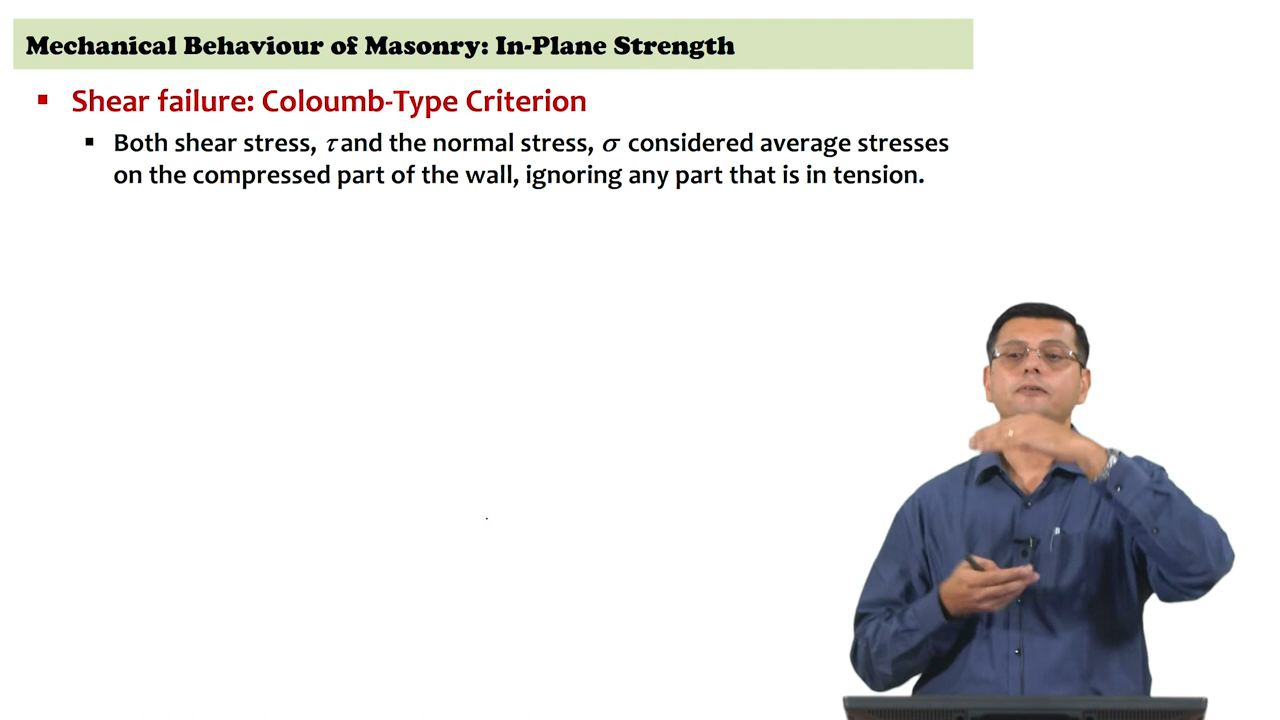 Mechanical Behaviour of Masonry: In-Plane Strength
▪ Shear failure: Coloumb-Type Criterion
▪ Both shear stress, τ and the normal stress, σ considered average stresses
on the compressed part of the wall, ignoring any part that is in tension.